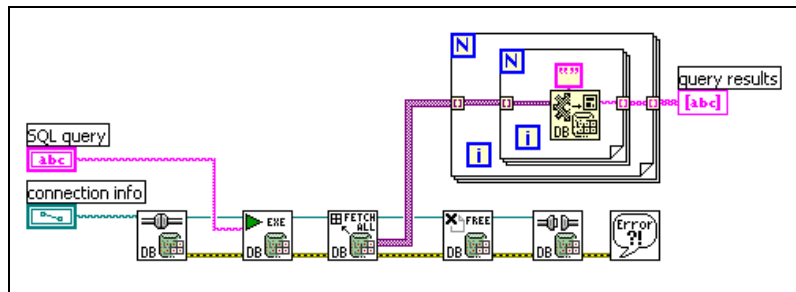 N
N
""
query results
[abc]
DB
i
i
SQL query
abc
connection info
DB
EXE
DB
FETCH
ALL
DB
FREE
DB
DB
Error
?!